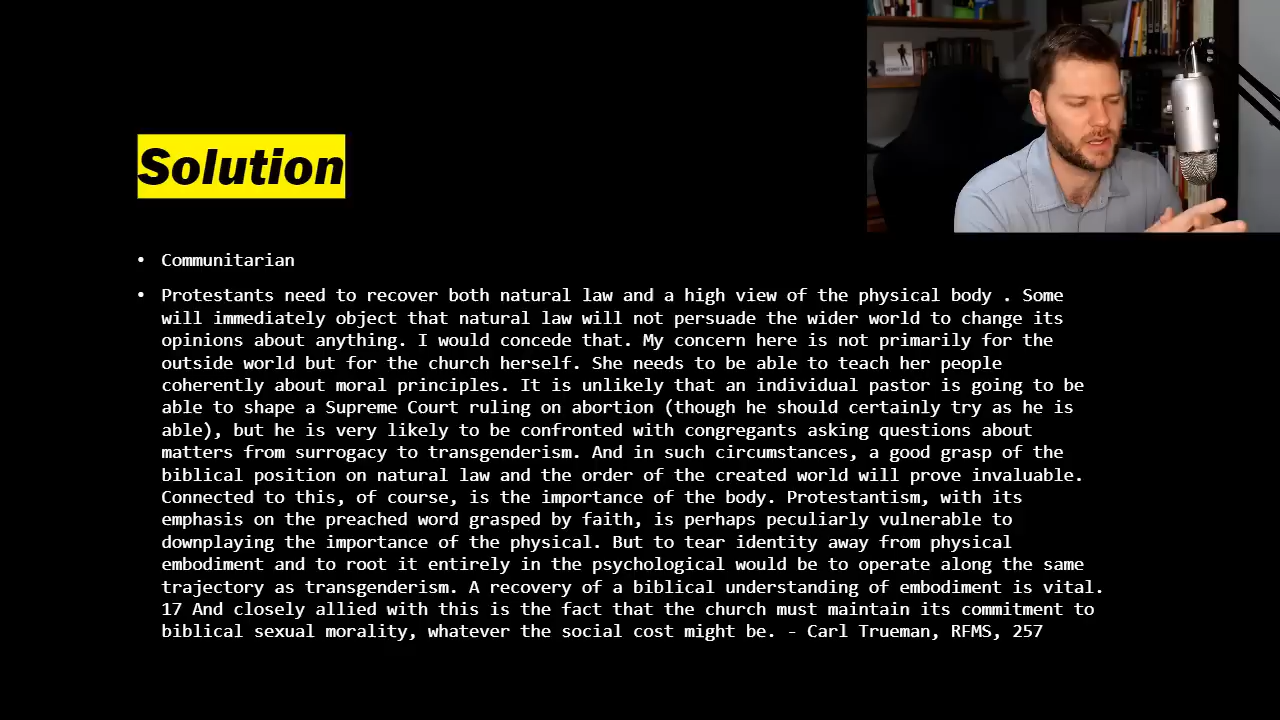 Solution
• Communitarian
• Protestants need to recover both natural law and a high view of the physical body . Some
will immediately object that natural law will not persuade the wider world to change its
opinions about anything. I would concede that. My concern here is not primarily for the
outside world but for the church herself. She needs to be able to teach her people
coherently about moral principles. It is unlikely that an individual pastor is going to be
able to shape a Supreme Court ruling on abortion (though he should certainly try as he is
able), but he is very likely to be confronted with congregants asking questions about
matters from surrogacy to transgenderism. And in such circumstances, a good grasp of the
biblical position on natural law and the order of the created world will prove invaluable.
Connected to this, of course, is the importance of the body. Protestantism, with its
emphasis on the preached word grasped by faith, is perhaps peculiarly vulnerable to
downplaying the importance of the physical. But to tear identity away from physical
embodiment and to root it entirely in the psychological would be to operate along the same
trajectory as transgenderism. A recovery of a biblical understanding of embodiment is vital.
17 And closely allied with this is the fact that the church must maintain its commitment to
biblical sexual morality, whatever the social cost might be. - Carl Trueman, RFMS, 257